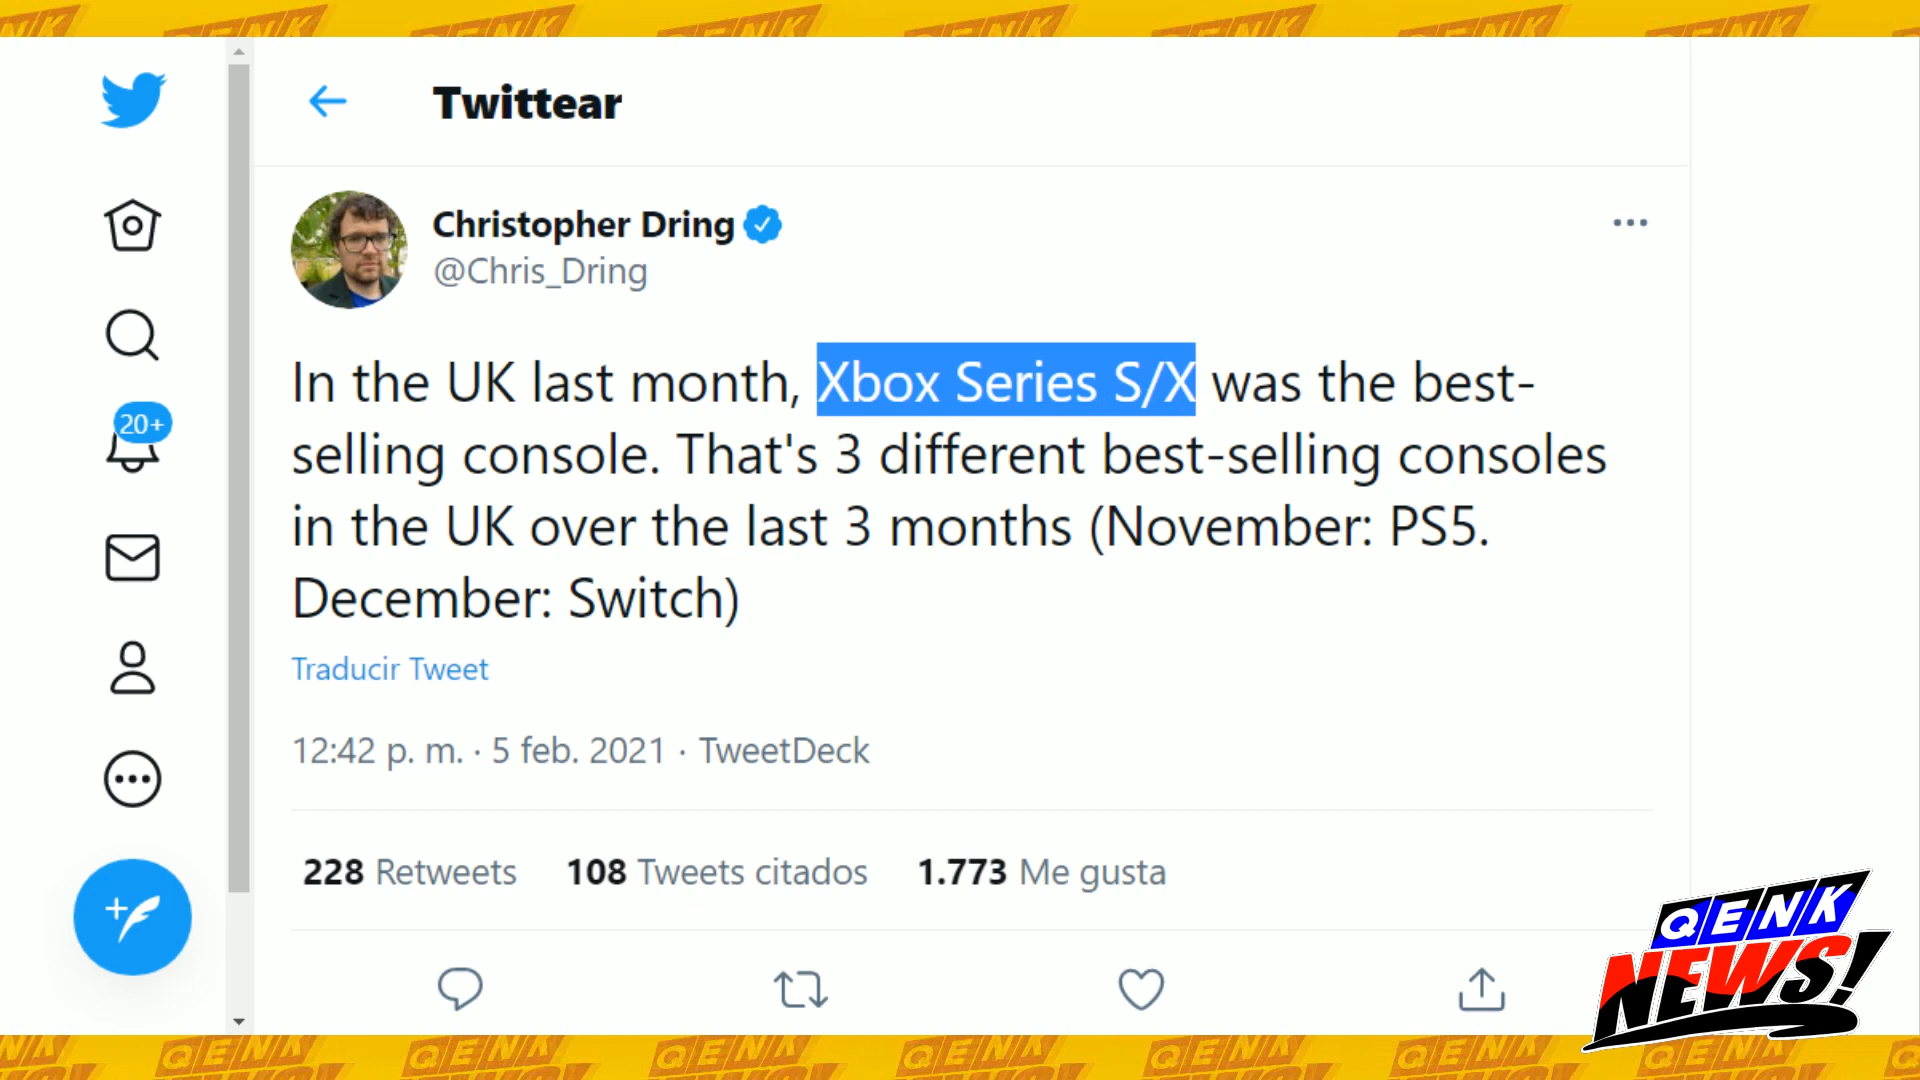 Twittear
Christopher Dring
@Chris_Dring
In the UK last month, Xbox Series S/X was the best-
selling console. That's 3 different best-selling consoles
in the UK over the last 3 months (November: PS5.
December: Switch)
Traducir Tweet
12:42 p. m. · 5 feb. 2021 · TweetDeck
228 Retweets 108 Tweets citados 1.773 Me gusta
20+
QENK
NEWS!